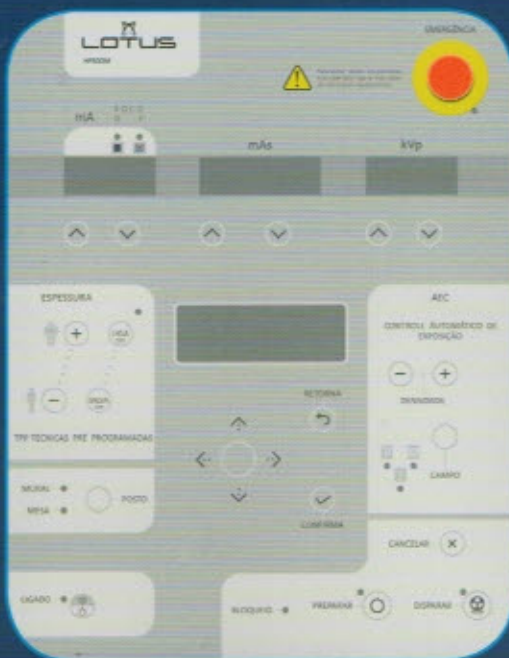 LOTUS
EMERGÊNCIA
mA
mAs
kVp
ESPESSURA
AEC
CONTROLE AUTOMÁTICO DE
EXPOSIÇÃO
DENSIDADE
RETORNA
TPP TÉCNICAS PRÉ PROGRAMADAS
CAMPO
MURAL
MESA
POSTO
CONFIRMA
CANCELAR
LIGADO
BLOQUEIO
PREPARAR
DISPARAR